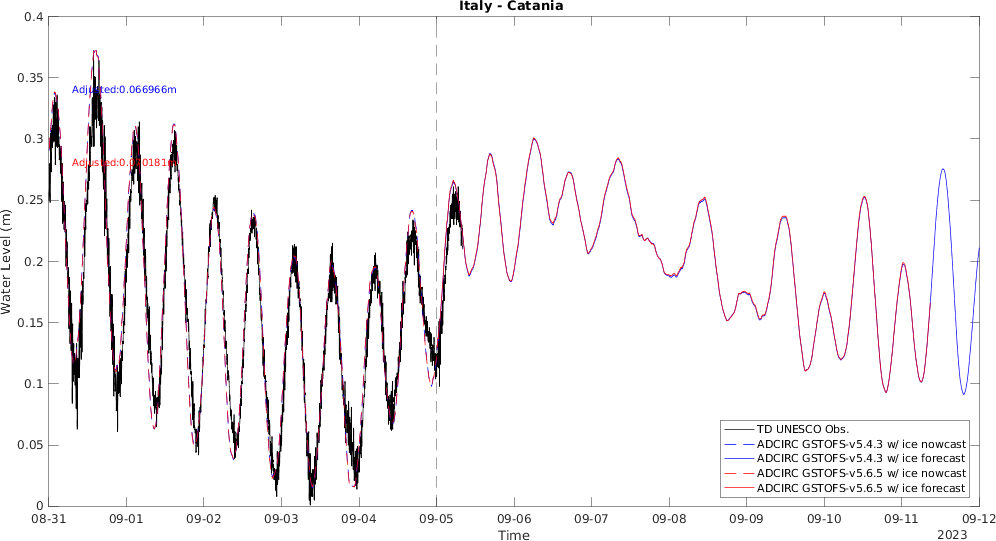 Italy - Catania
0.4
0.35
0.3
0.25
0.2
0.15
0.1
0.05
0
Water Level (m)
Adjusted:0.066966m
08-31 09-01 09-02 09-03 09-04 09-05 09-06 09-07 09-08 09-09 09-10 09-11 09-12
Time
2023
TD UNESCO Obs.
ADCIRC GSTOFS-v5.4.3 w/ ice nowcast
ADCIRC GSTOFS-v5.4.3 w/ ice forecast
ADCIRC GSTOFS-v5.6.5 w/ ice nowcast
ADCIRC GSTOFS-v5.6.5 w/ ice forecast